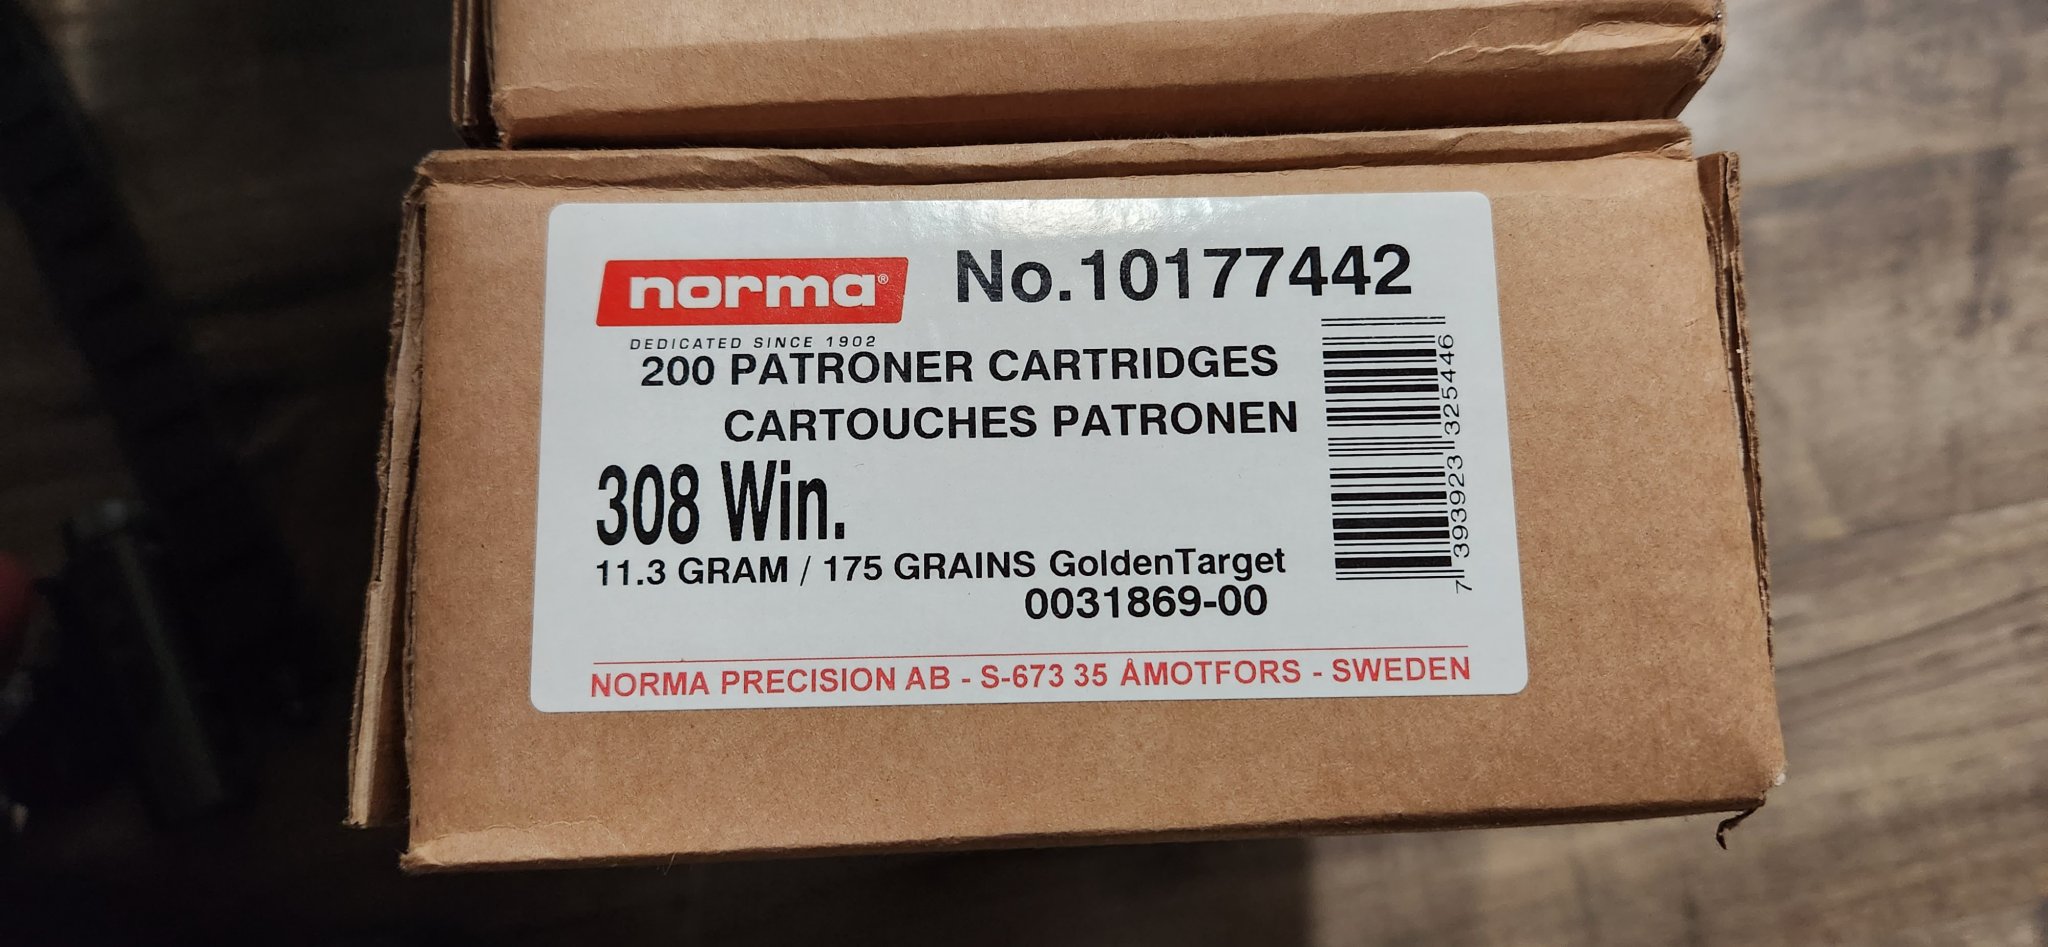 norma®
No.10177442
DEDICATED SINCE 1902
200 PATRONER CARTRIDGES
CARTOUCHES PATRONEN
308 Win.
11.3 GRAM / 175 GRAINS GoldenTarget
0031869-00
7 393923 325446
NORMA PRECISION AB - S-673 35 ÅMOTFORS - SWEDEN